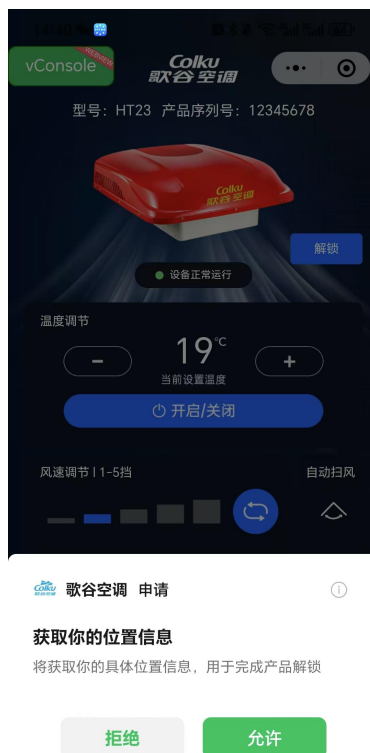 vConsole
WEBVIEW
Colku
歌谷空调
型号：HT23 产品序列号：12345678
Colku
歌谷空调
解锁
设备正常运行
温度调节
19℃
当前设置温度
开启/关闭
风速调节 | 1-5挡
自动扫风
Colku
歌谷空调 申请
获取你的位置信息
将获取你的具体位置信息，用于完成产品解锁
拒绝
允许